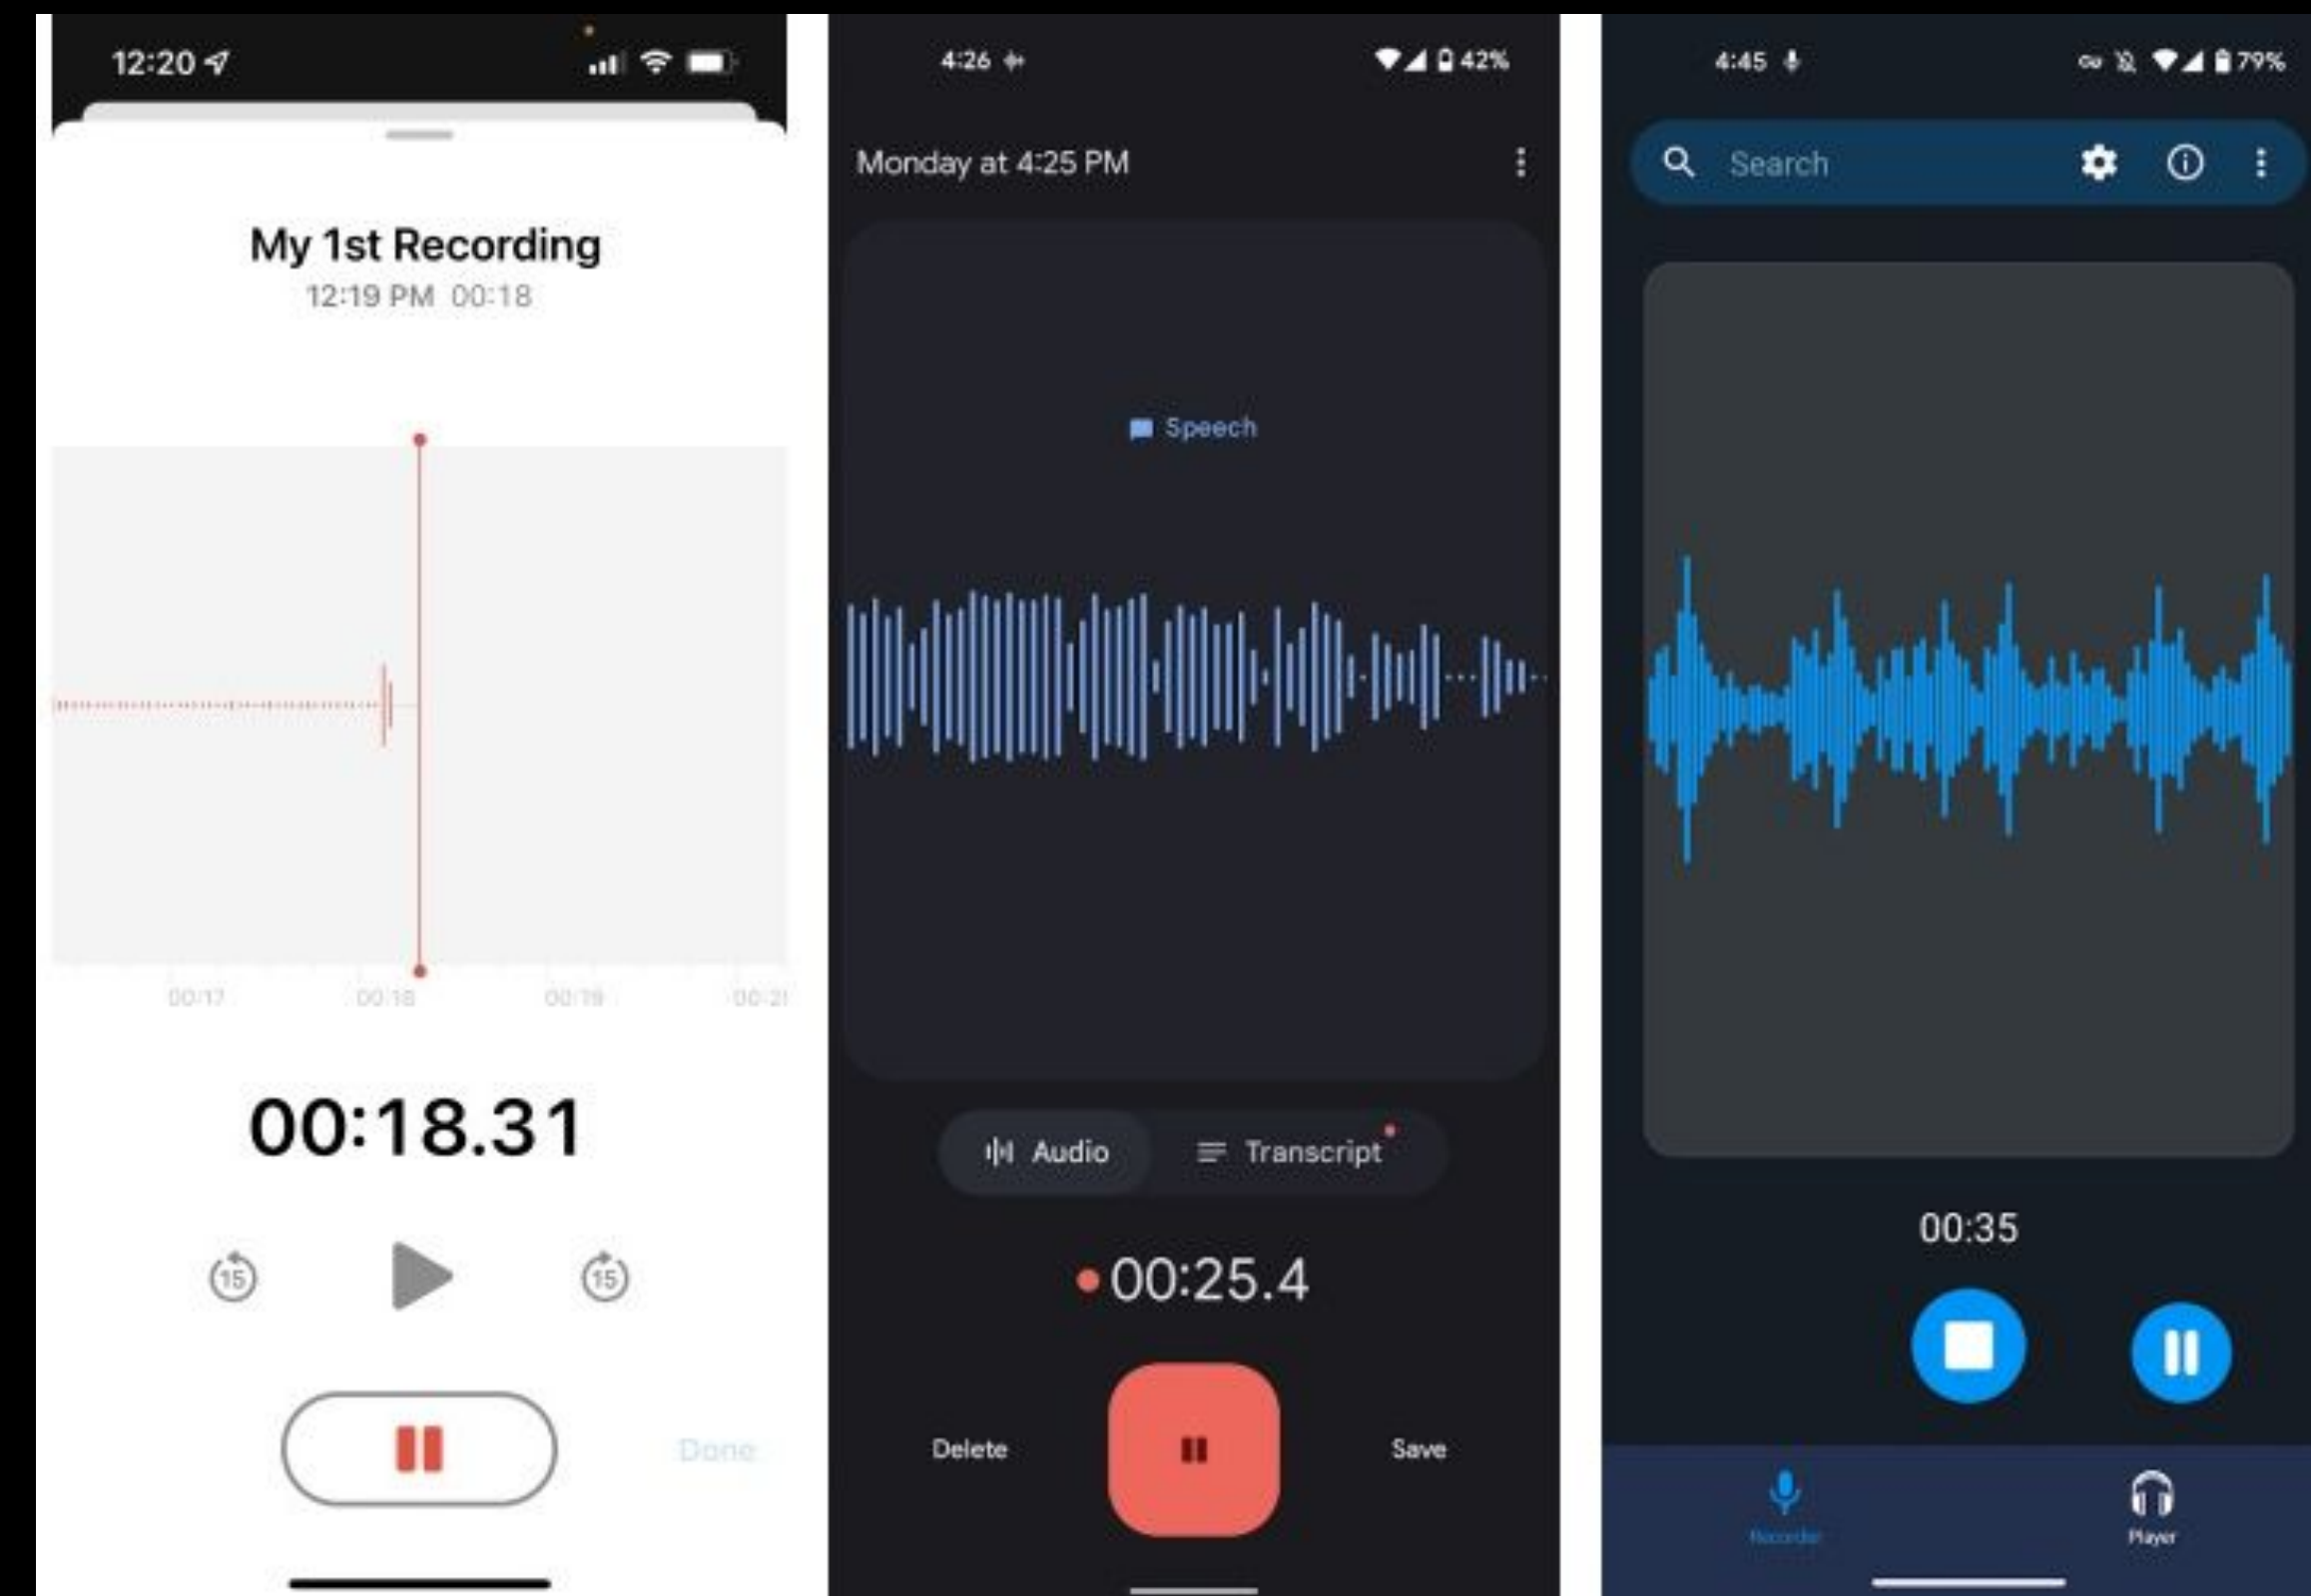 12:20
My 1st Recording
12:19 PM 00:18
00:17 00:18 00:19
00:18.31
15 15
Done
4:26 42%
Monday at 4:25 PM
Speech
Audio Transcript
00:25.4
Delete Save
4:45 79%
Search
00:35
Recorder Player